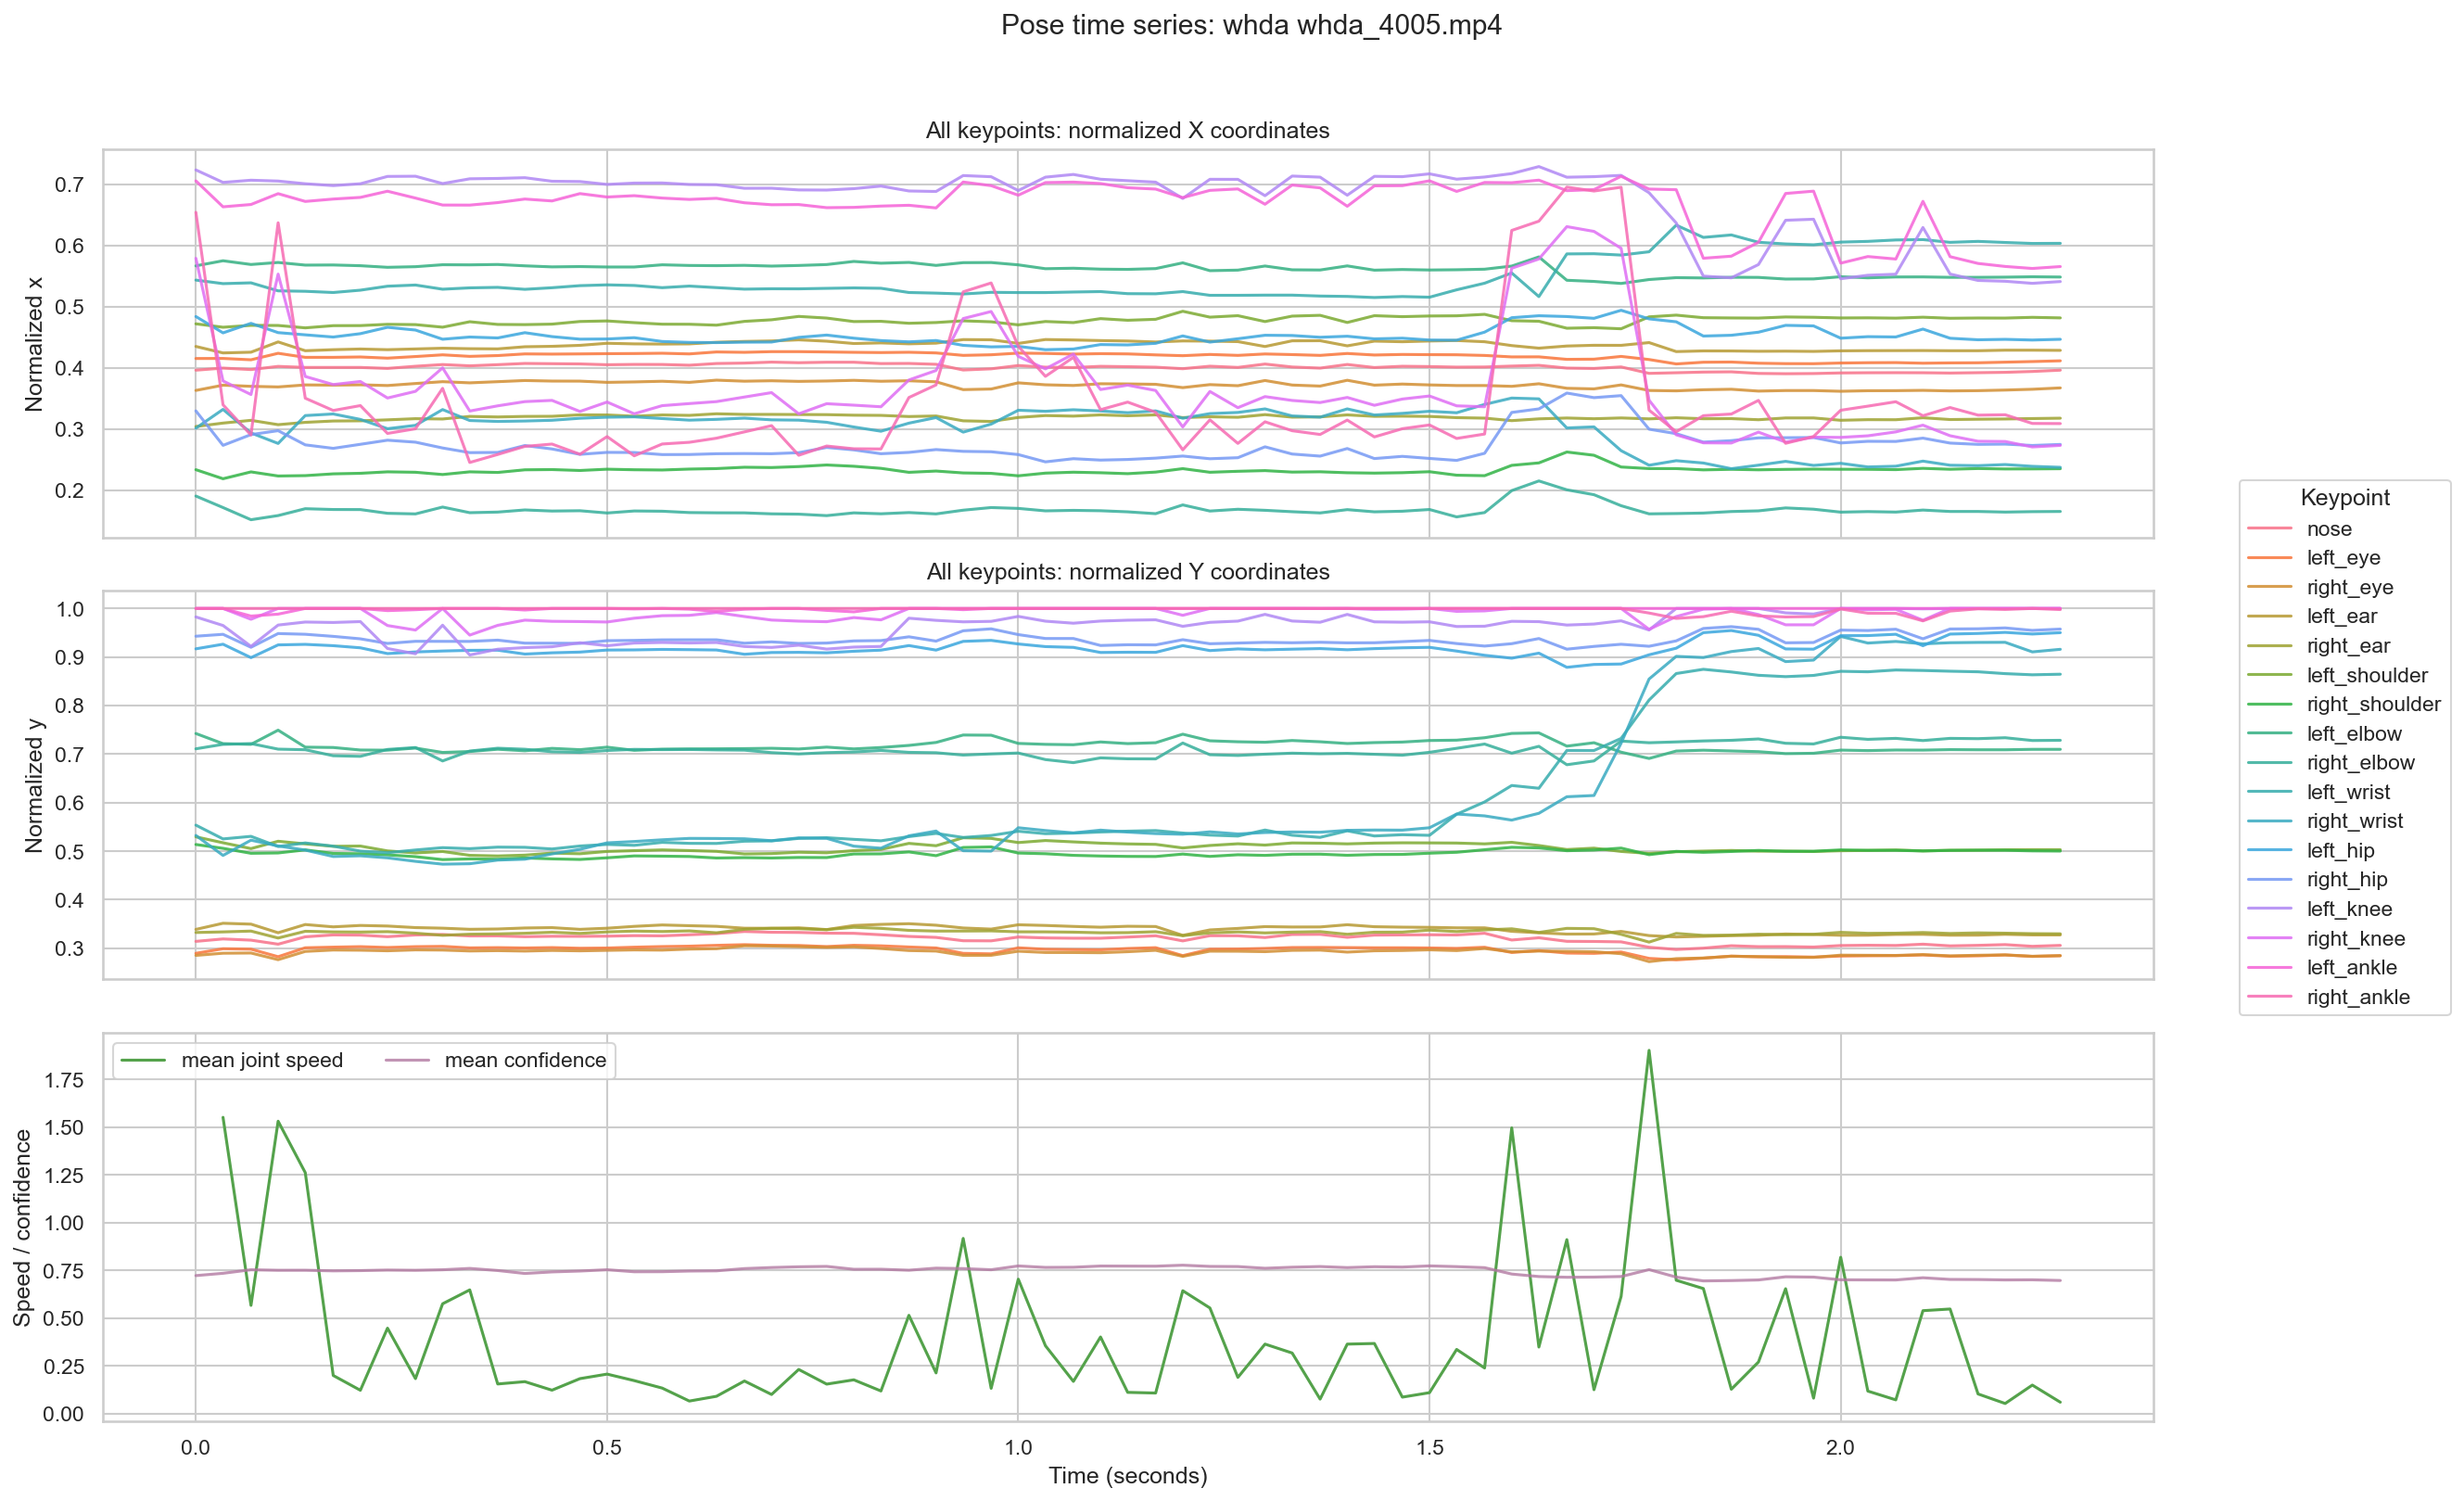 Pose time series: whda whda_4005.mp4
All keypoints: normalized X coordinates
0.7
0.6
0.5
0.4
0.3
0.2
Normalized x
All keypoints: normalized Y coordinates
1.0
0.9
0.8
0.7
0.6
0.5
0.4
0.3
Normalized y
Keypoint
nose
left_eye
right_eye
left_ear
right_ear
left_shoulder
right_shoulder
left_elbow
right_elbow
left_wrist
right_wrist
left_hip
right_hip
left_knee
right_knee
left_ankle
right_ankle
mean joint speed mean confidence
1.75
1.50
1.25
1.00
0.75
0.50
0.25
0.00
Speed / confidence
0.0 0.5 1.0 1.5 2.0
Time (seconds)